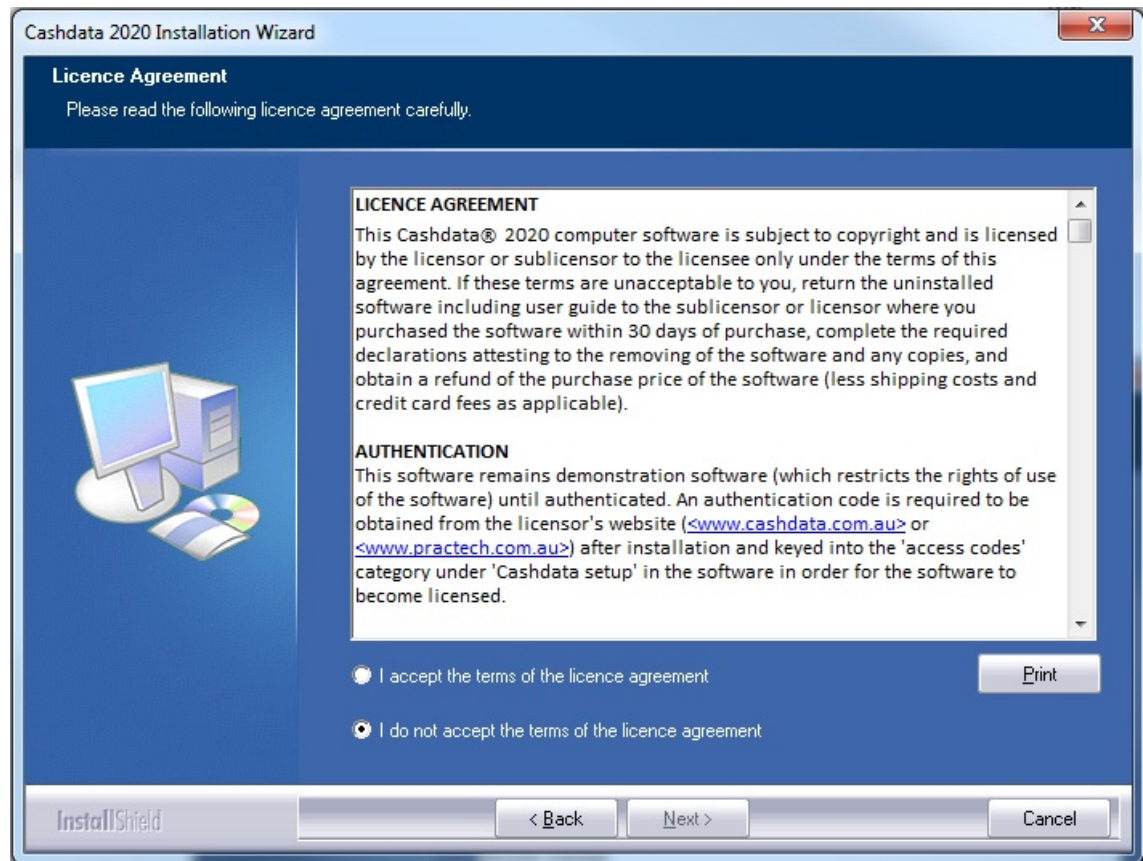 Cashdata 2020 Installation Wizard
Licence Agreement
Please read the following licence agreement carefully.
LICENCE AGREEMENT
This Cashdata® 2020 computer software is subject to copyright and is licensed
by the licensor or sublicensor to the licensee only under the terms of this
agreement. If these terms are unacceptable to you, return the uninstalled
software including user guide to the sublicensor or licensor where you
purchased the software within 30 days of purchase, complete the required
declarations attesting to the removing of the software and any copies, and
obtain a refund of the purchase price of the software (less shipping costs and
credit card fees as applicable).
AUTHENTICATION
This software remains demonstration software (which restricts the rights of use
of the software) until authenticated. An authentication code is required to be
obtained from the licensor's website (<www.cashdata.com.au> or
<www.practech.com.au>) after installation and keyed into the 'access codes'
category under 'Cashdata setup' in the software in order for the software to
become licensed.
I accept the terms of the licence agreement
Print
I do not accept the terms of the licence agreement
InstallShield
< Back
Next >
Cancel